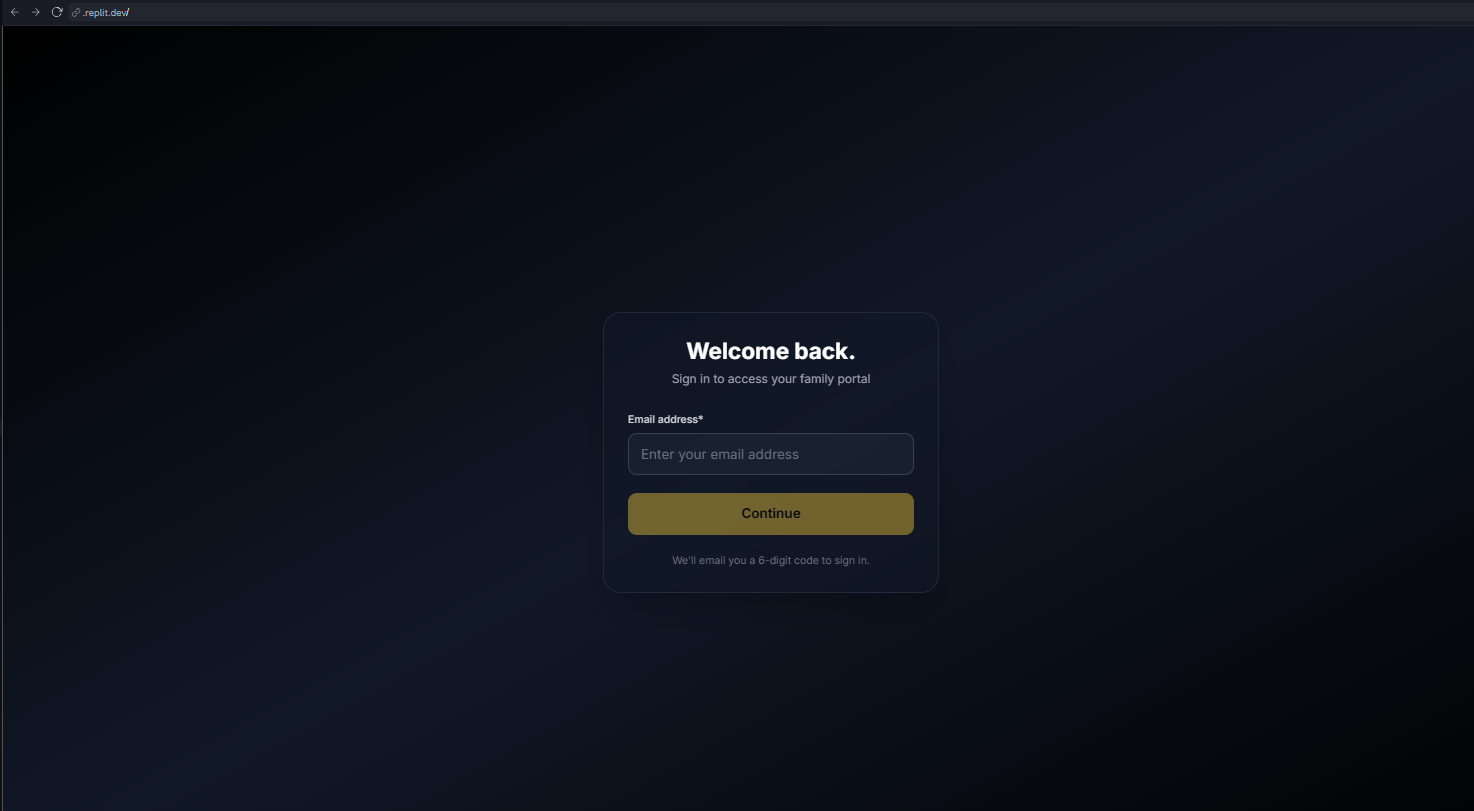 .replit.dev/
Welcome back.
Sign in to access your family portal
Email address*
Enter your email address
Continue
We'll email you a 6-digit code to sign in.